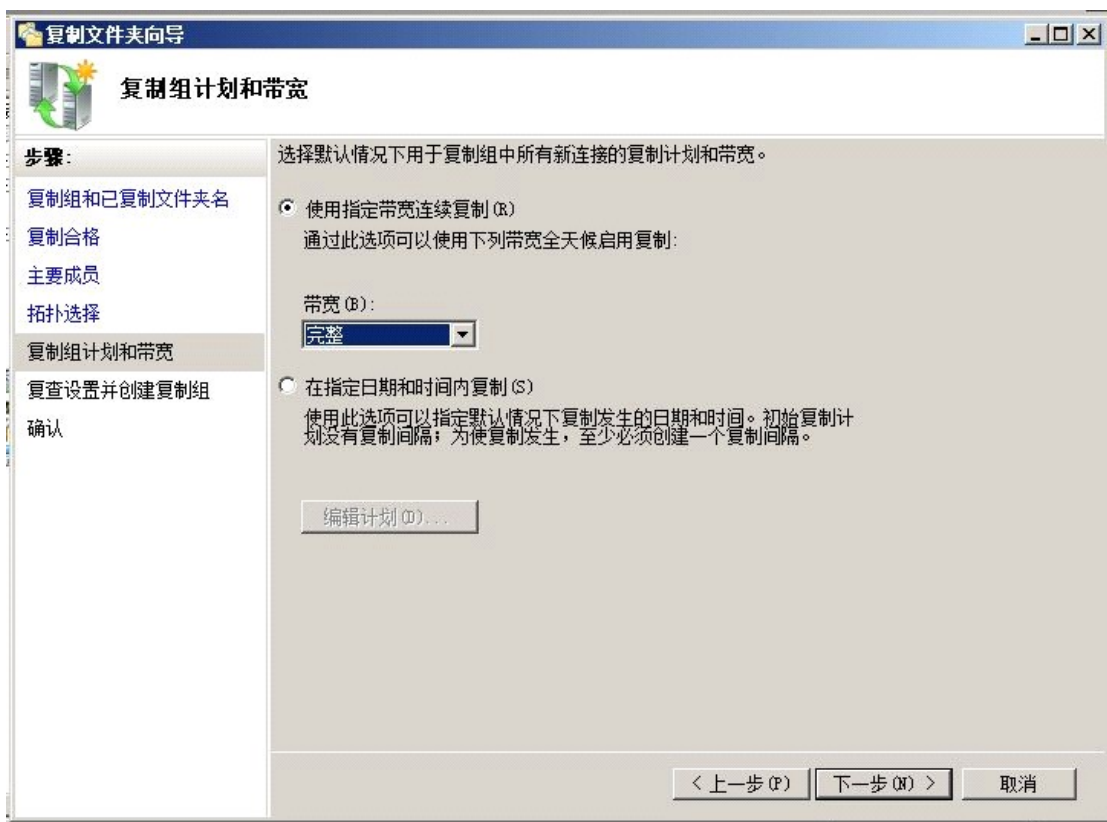 复制文件夹向导
复制组计划和带宽
步骤:
复制组和已复制文件夹名
复制合格
主要成员
拓扑选择
复制组计划和带宽
复查设置并创建复制组
确认
选择默认情况下用于复制组中所有新连接的复制计划和带宽。
使用指定带宽连续复制(R)
通过此选项可以使用下列带宽全天候启用复制:
带宽(B):
完整
在指定日期和时间内复制(S)
使用此选项可以指定默认情况下复制发生的日期和时间。初始复制计
划没有复制间隔；为使复制发生，至少必须创建一个复制间隔。
编辑计划(D)...
< 上一步(P)
下一步(N) >
取消